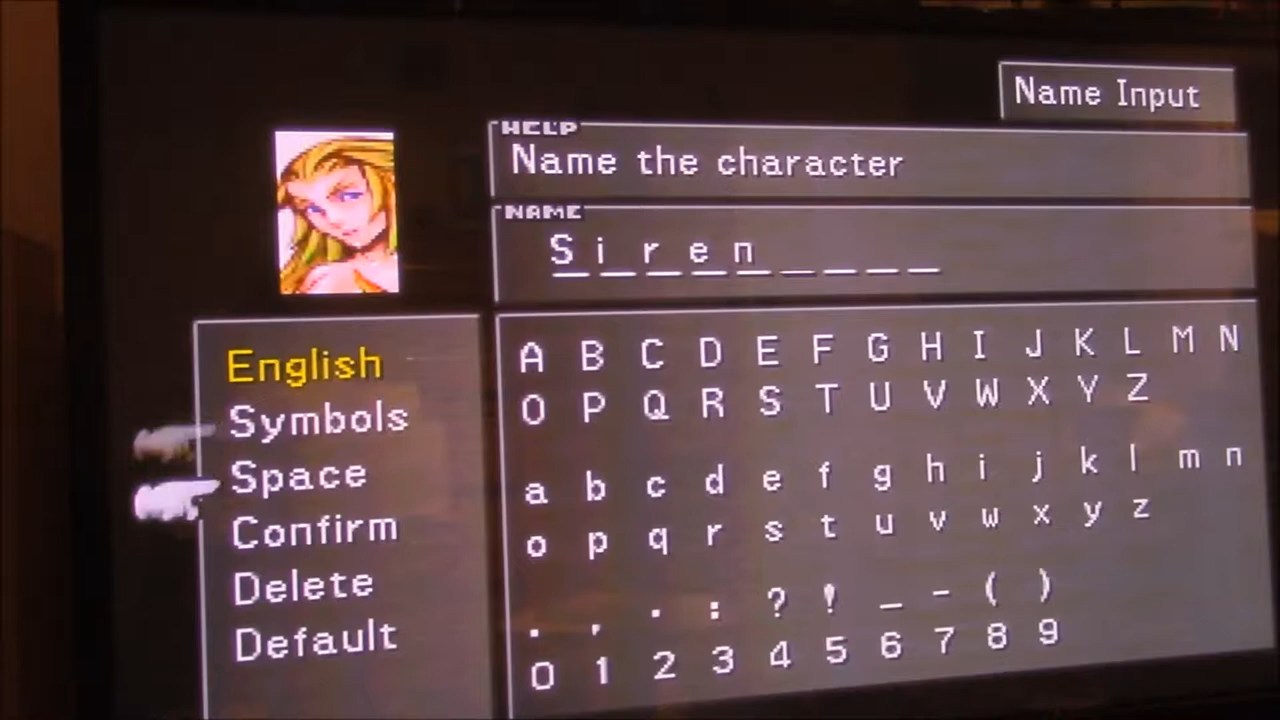 Name Input
HELP
Name the character
NAME
Siren
English
Symbols
Space
Confirm
Delete
Default
A B C D E F G H I J K L M N
O P Q R S T U V W X Y Z
a b c d e f g h i j k l m n
o p q r s t u v w x y z
. , · : ? ! _ - ( )
0 1 2 3 4 5 6 7 8 9